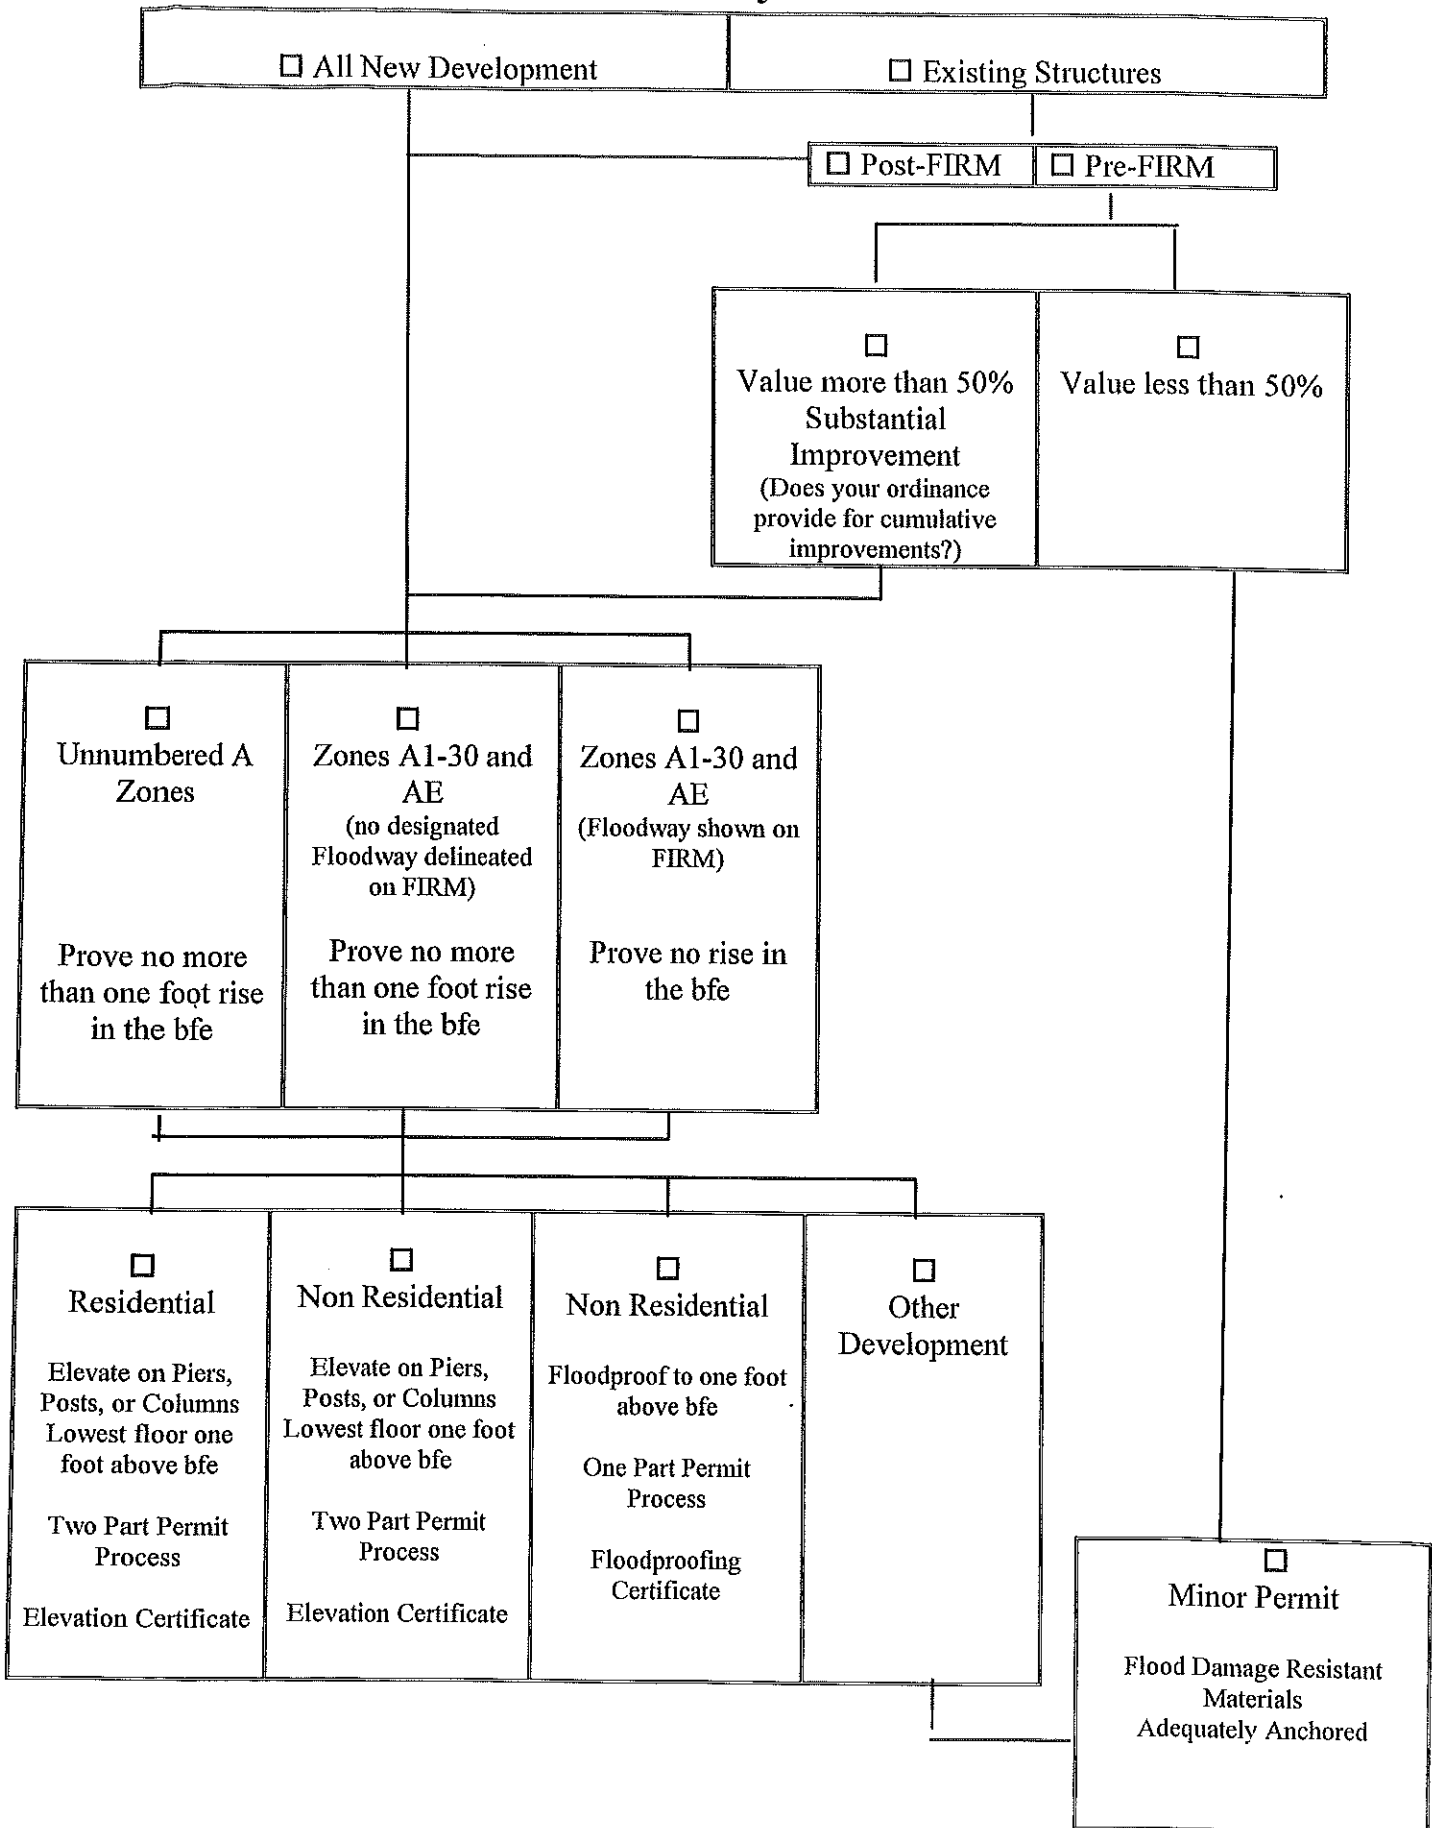 ☐ All New Development
☐ Existing Structures
☐ Post-FIRM
☐ Pre-FIRM
☐
Value more than 50%
Substantial
Improvement
(Does your ordinance
provide for cumulative
improvements?)
☐
Value less than 50%
☐
Unnumbered A
Zones
Prove no more
than one foot rise
in the bfe
☐
Zones A1-30 and
AE
(no designated
Floodway delineated
on FIRM)
Prove no more
than one foot rise
in the bfe
☐
Zones A1-30 and
AE
(Floodway shown on
FIRM)
Prove no rise in
the bfe
☐
Residential
Elevate on Piers,
Posts, or Columns
Lowest floor one
foot above bfe
Two Part Permit
Process
Elevation Certificate
☐
Non Residential
Elevate on Piers,
Posts, or Columns
Lowest floor one foot
above bfe
Two Part Permit
Process
Elevation Certificate
☐
Non Residential
Floodproof to one foot
above bfe
One Part Permit
Process
Floodproofing
Certificate
☐
Other
Development
☐
Minor Permit
Flood Damage Resistant
Materials
Adequately Anchored